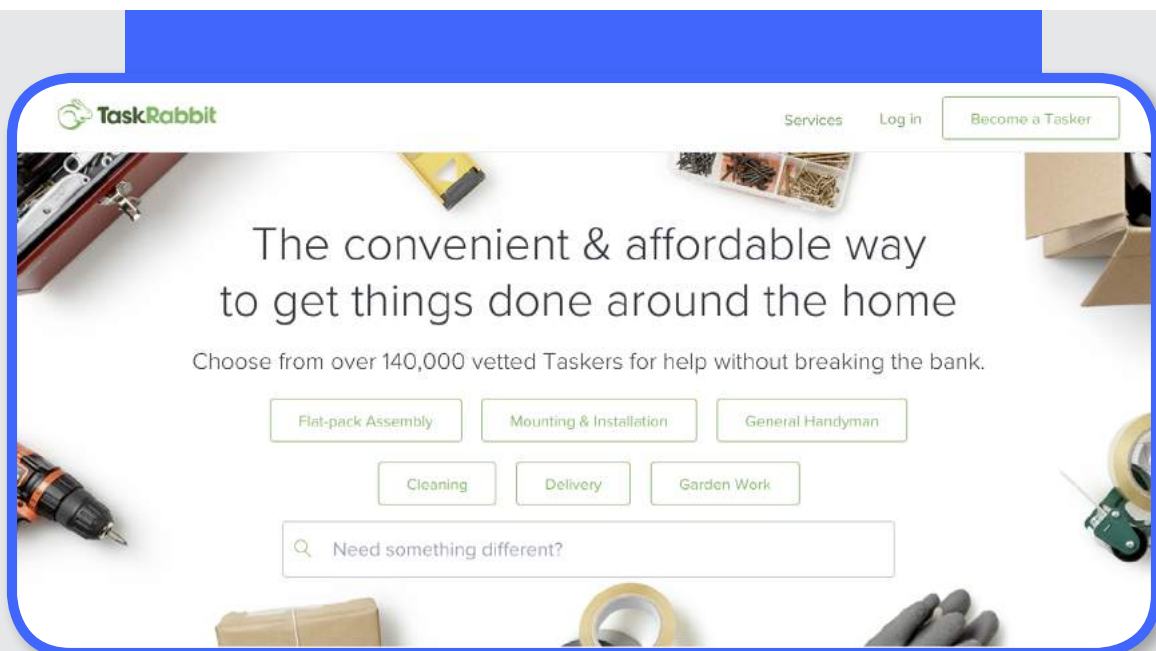 TaskRabbit
Services
Log in
Become a Tasker
The convenient & affordable way
to get things done around the home
Choose from over 140,000 vetted Taskers for help without breaking the bank.
Flat-pack Assembly
Mounting & Installation
General Handyman
Cleaning
Delivery
Garden Work
Need something different?